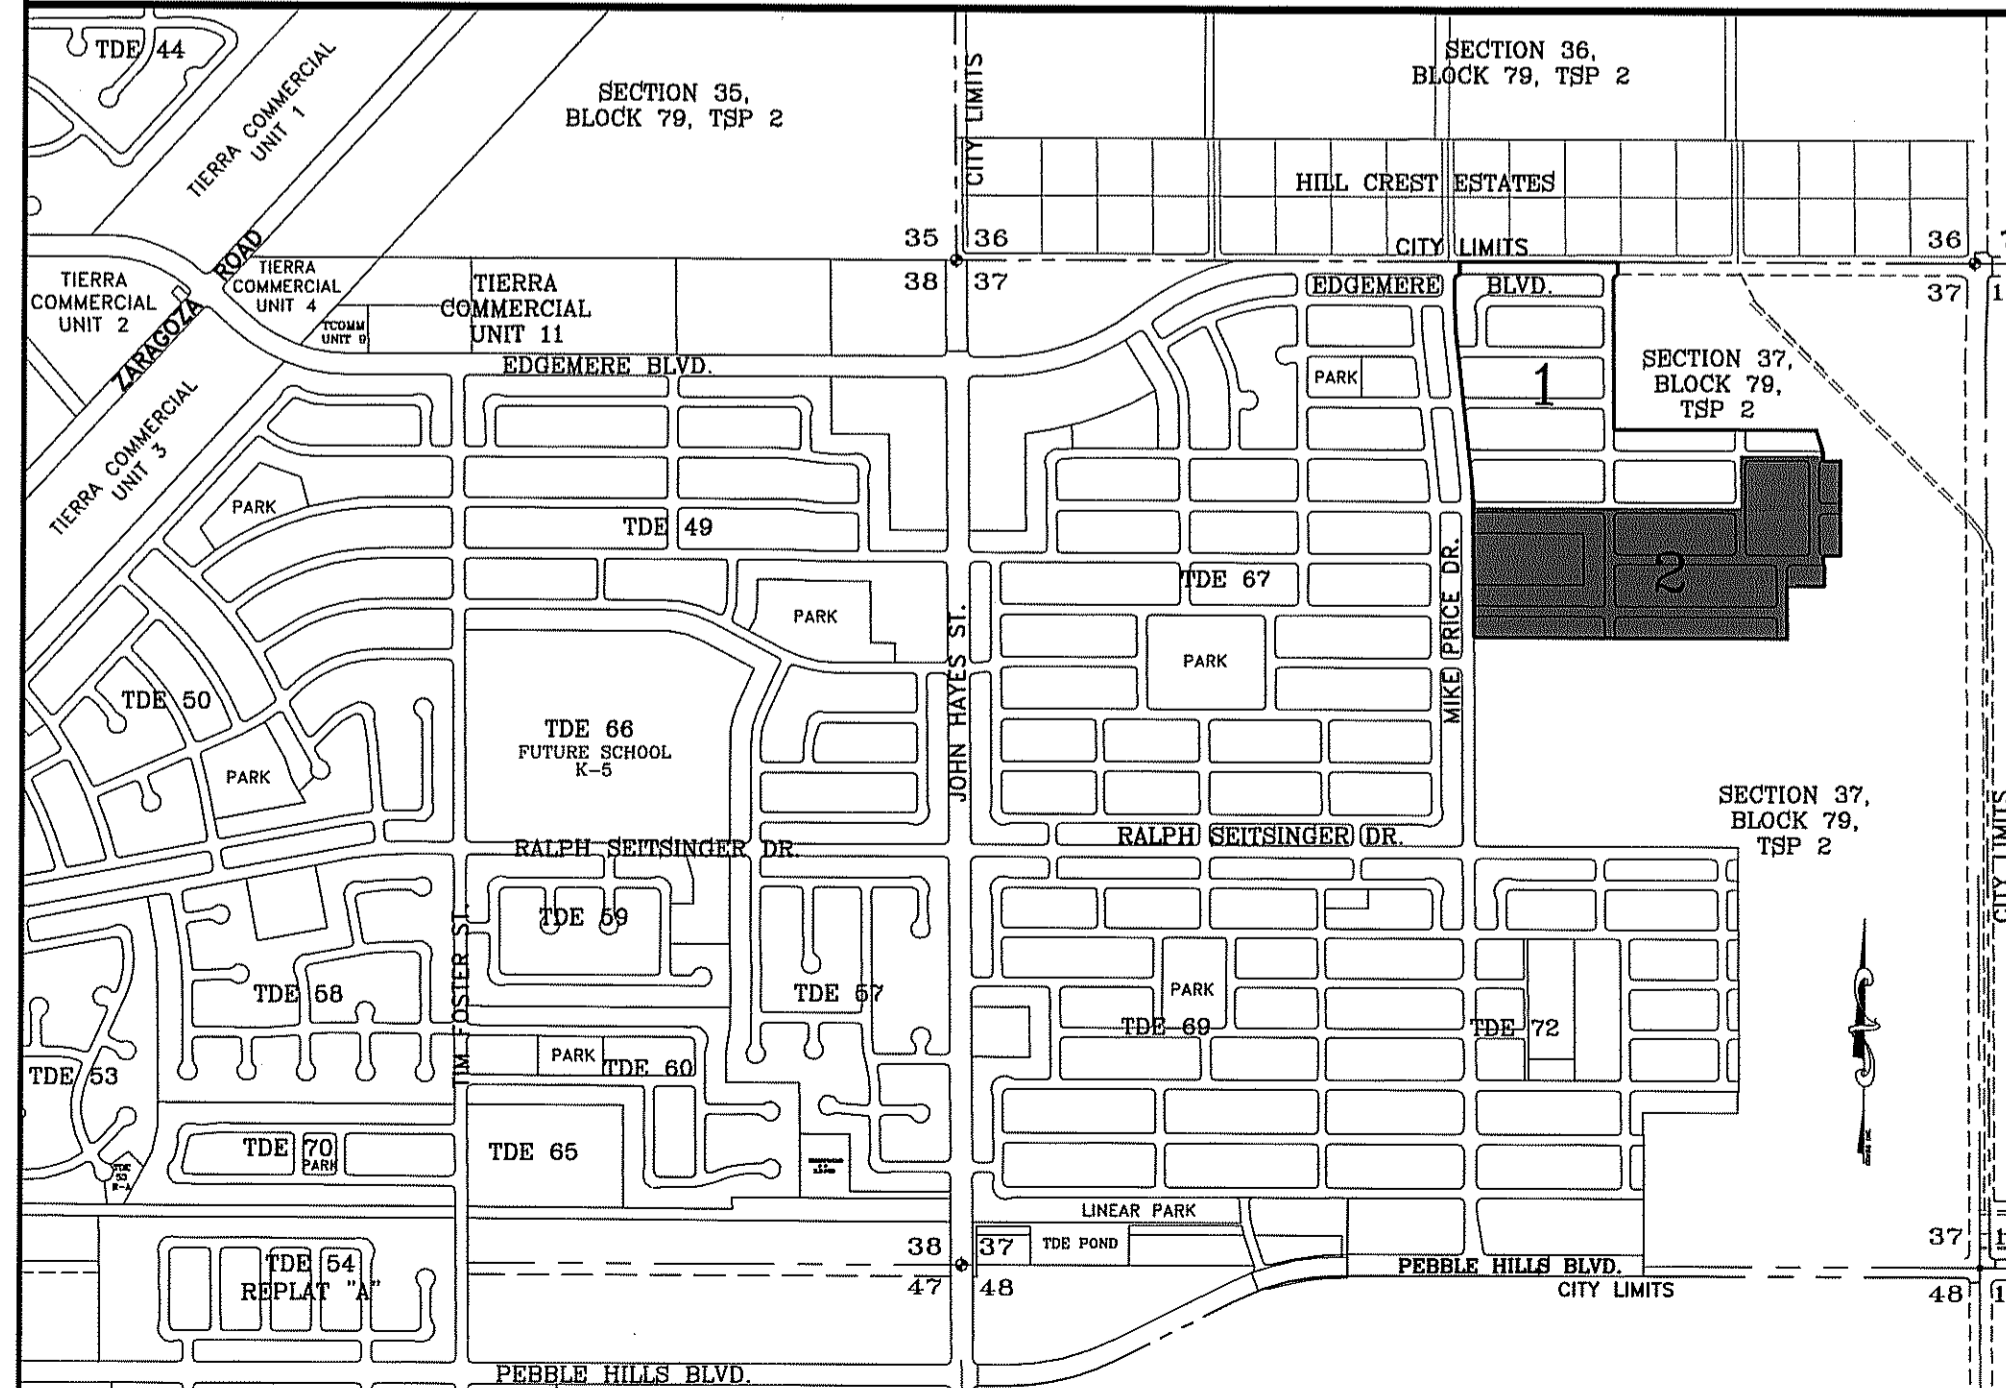 TDE 44
TIERRA COMMERCIAL
UNIT 1
SECTION 35,
BLOCK 79, TSP 2
CITY LIMITS
SECTION 36,
BLOCK 79, TSP 2
HILL CREST ESTATES
CITY LIMITS
35 36
38 37
36
37 1
ZARAGOZA ROAD
TIERRA
COMMERCIAL
UNIT 2
TIERRA
COMMERCIAL
UNIT 4
TCOMM
UNIT 9
TIERRA
COMMERCIAL
UNIT 11
EDGEMERE BLVD.
EDGEMERE BLVD.
TIERRA COMMERCIAL
UNIT 3
PARK
PARK
1
SECTION 37,
BLOCK 79,
TSP 2
TDE 49
TDE 67
2
MIKE PRICE DR.
JOHN HAYES ST.
PARK
PARK
TDE 50
PARK
TDE 66
FUTURE SCHOOL
K-5
SECTION 37,
BLOCK 79,
TSP 2
CITY LIMITS
RALPH SEITSINGER DR.
RALPH SEITSINGER DR.
TIM FOSTER ST.
TDE 59
TDE 58
TDE 57
PARK
TDE 69
TDE 72
TDE 53
PARK
TDE 60
TDE 70
PARK
TDE 65
TDE
53
R-A
LINEAR PARK
TDE POND
38 37
47 48
37 1
48 1
PEBBLE HILLS BLVD.
CITY LIMITS
TDE 54
REPLAT "A"
PEBBLE HILLS BLVD.